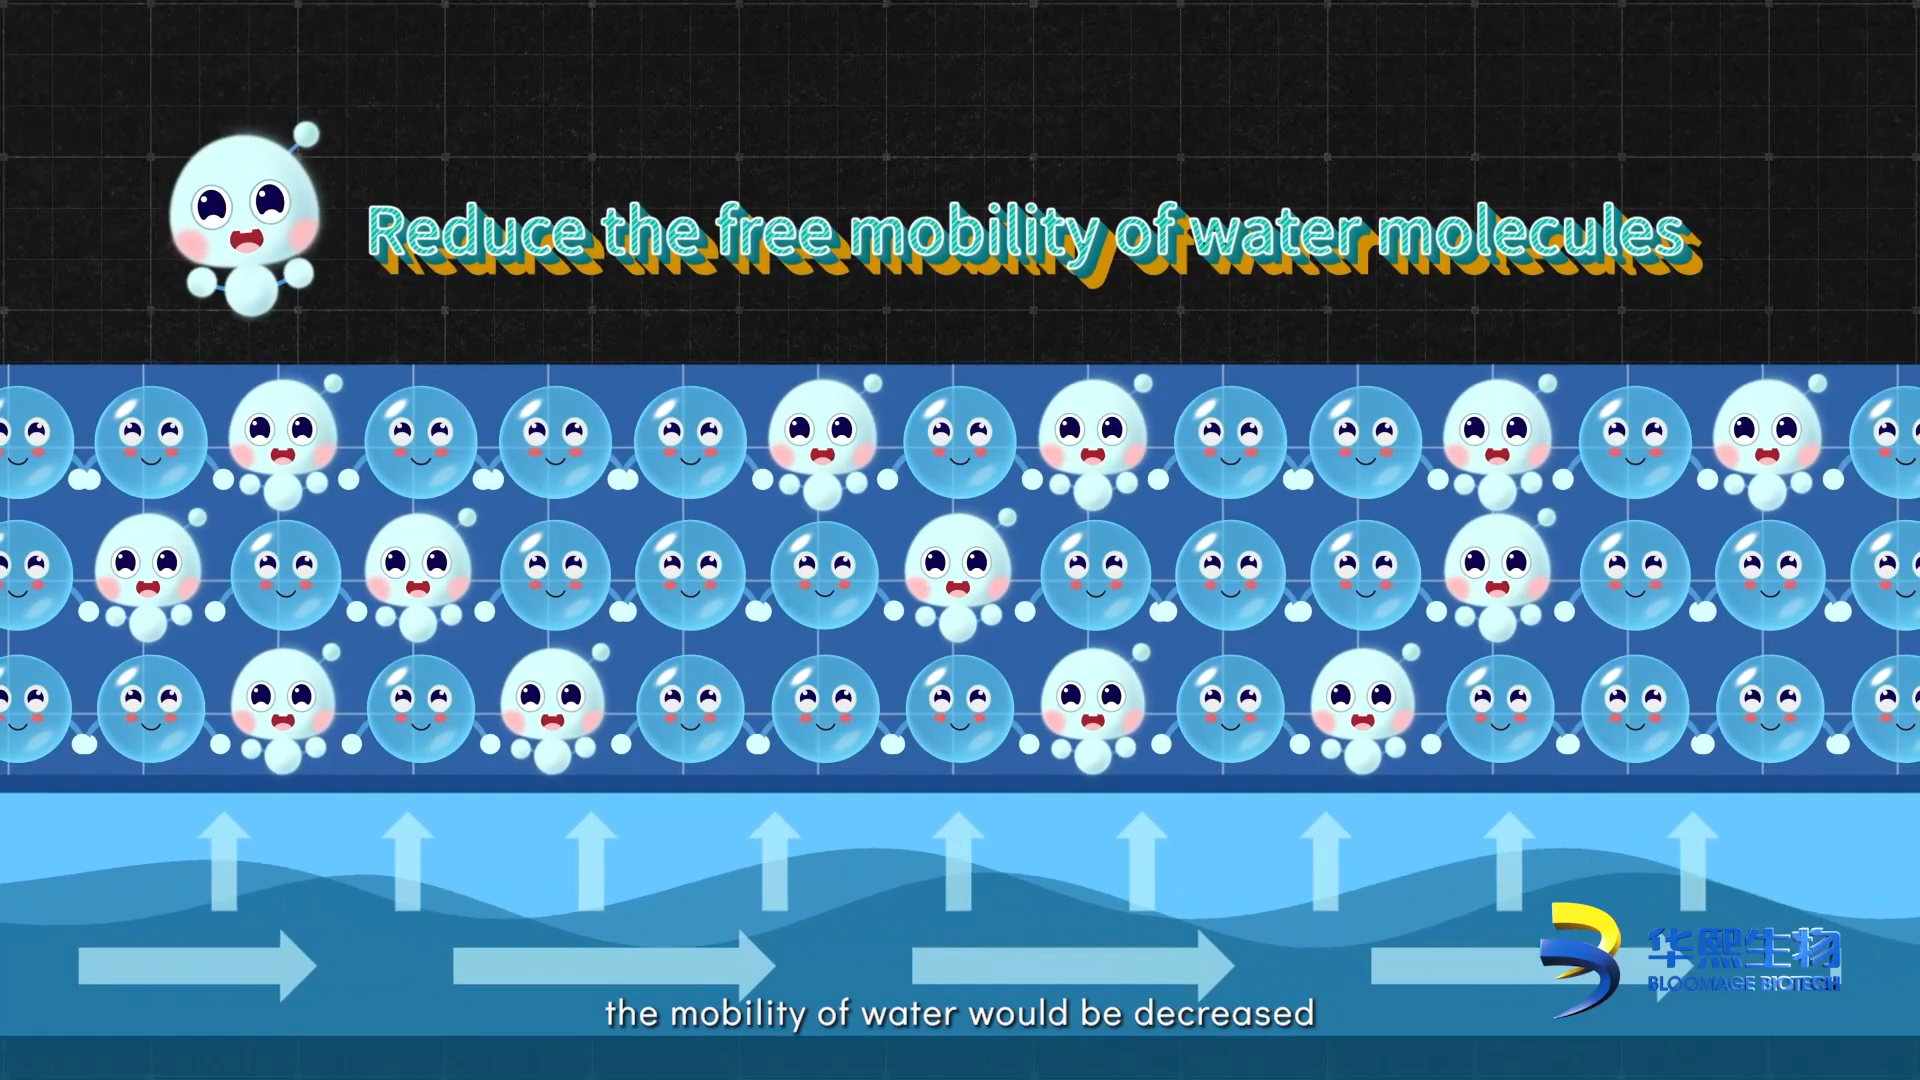 Reduce the free mobility of water molecules
华熙生物
BLOOMAGE BIOTECH
the mobility of water would be decreased